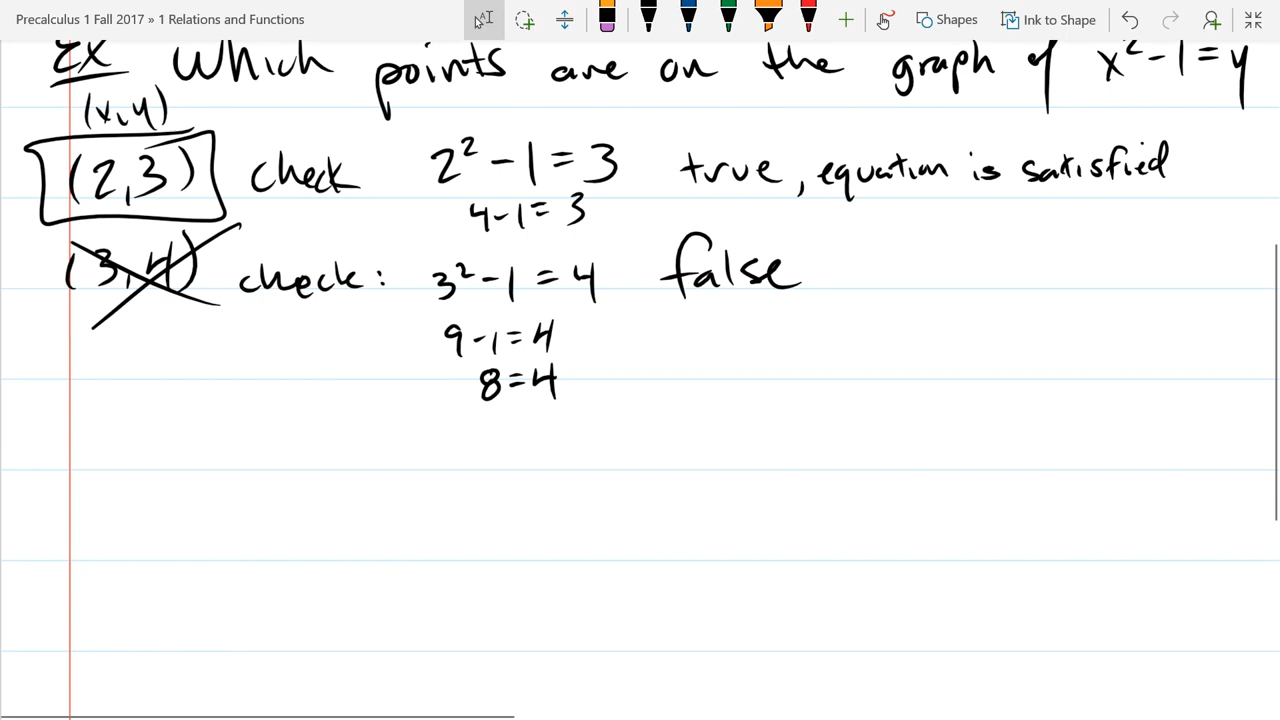 Precalculus 1 Fall 2017 » 1 Relations and Functions
Shapes
Ink to Shape
Ex Which points are on the graph of x² - 1 = y
(x, y)
(2, 3) check 2² - 1 = 3 true, equation is satisfied
4 - 1 = 3
(3, 4) check: 3² - 1 = 4 false
9 - 1 = 4
8 = 4